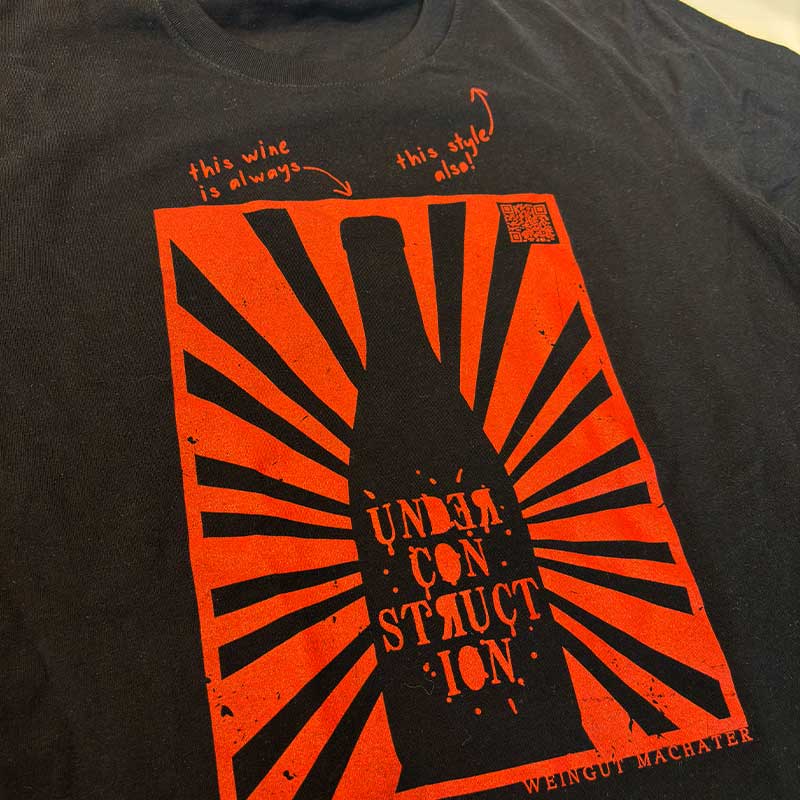 this wine
is always
this style
also!
UNDER
CON
STRUCT
ION
WEINGUT MACHATER